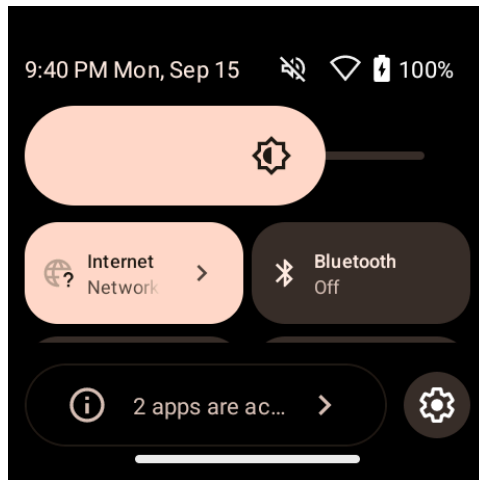 9:40 PM Mon, Sep 15 100%
Internet
Network
Bluetooth
Off
2 apps are ac...